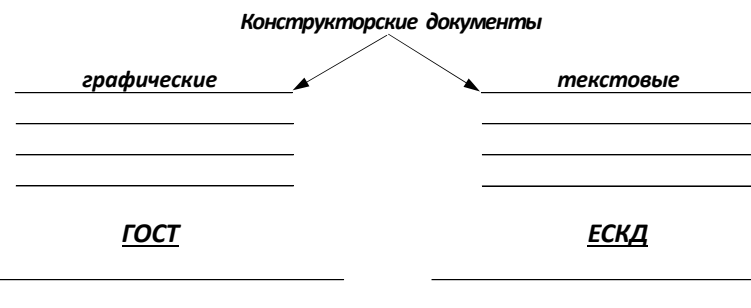 Конструкторские документы
графические
текстовые
ГОСТ
ЕСКД